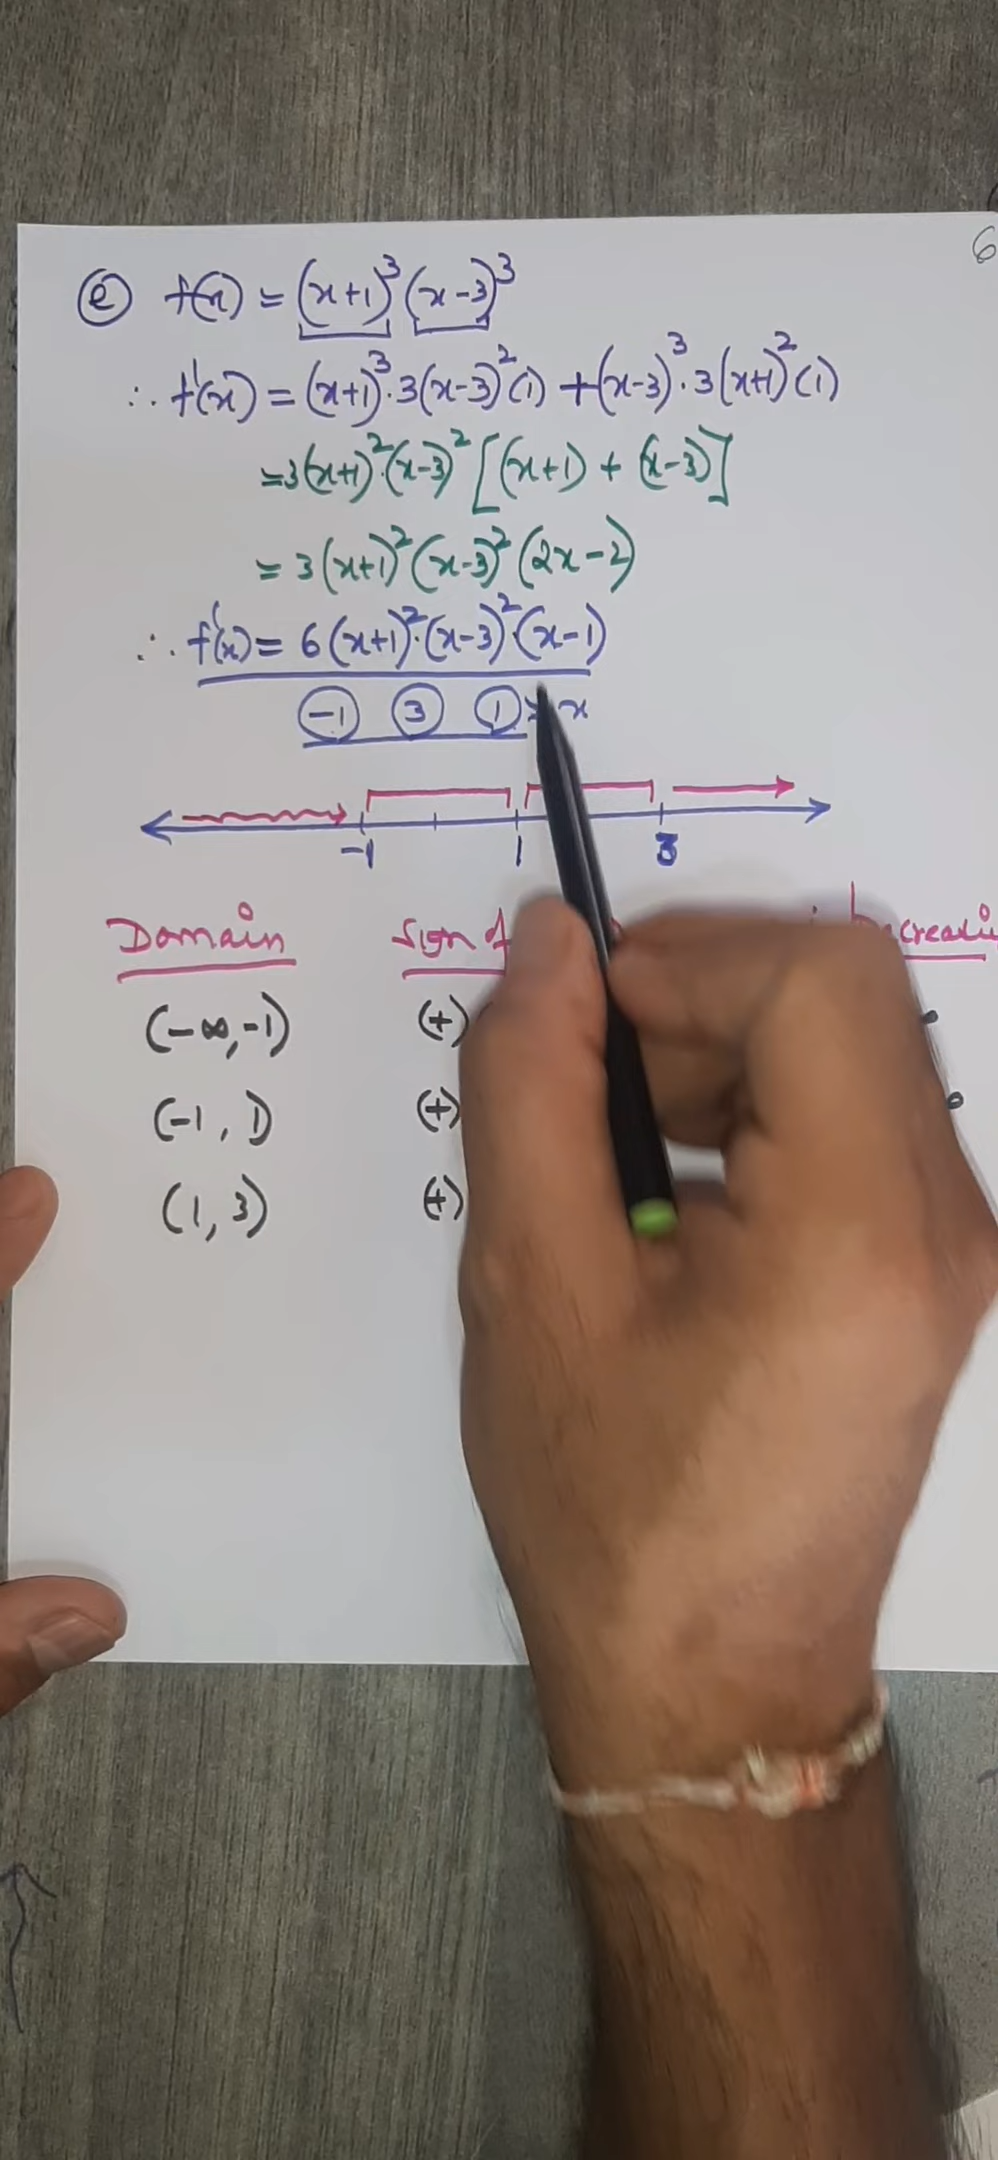 6
(e) f(x) = (x+1)³ (x-3)³
∴ f'(x) = (x+1)³·3(x-3)²(1) + (x-3)³·3(x+1)²(1)
=3(x+1)²·(x-3)² [(x+1) + (x-3)]
= 3(x+1)² (x-3)² (2x-2)
∴ f'(x) = 6(x+1)²·(x-3)²·(x-1)
-1 3 1 x
-1 1 3
Domain Sign of
(-∞,-1) (+)
(-1, 1) (+)
(1, 3) (+)